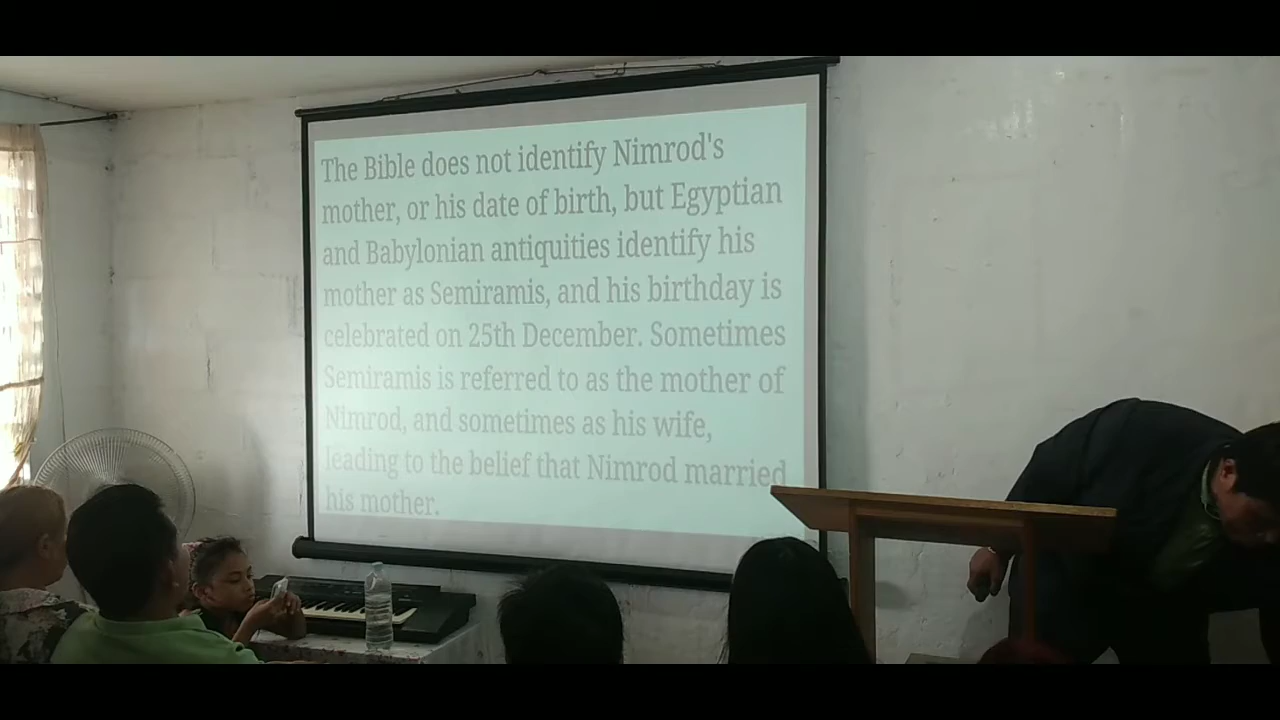 The Bible does not identify Nimrod's
mother, or his date of birth, but Egyptian
and Babylonian antiquities identify his
mother as Semiramis, and his birthday is
celebrated on 25th December. Sometimes
Semiramis is referred to as the mother of
Nimrod, and sometimes as his wife,
leading to the belief that Nimrod married
his mother.